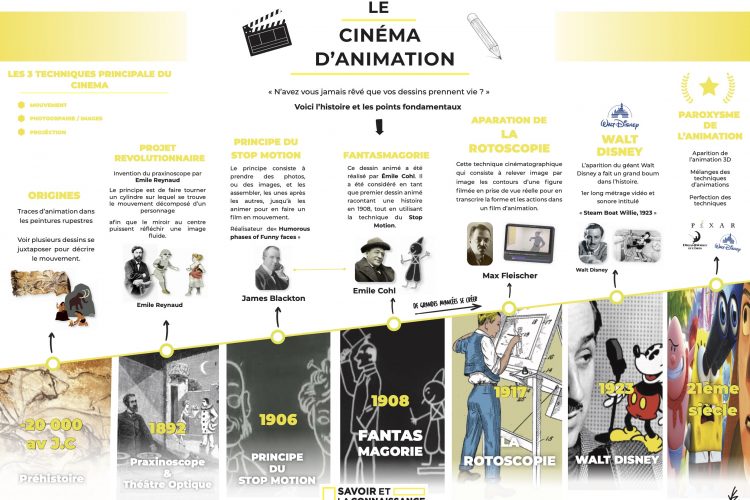 LE
CINÉMA
D’ANIMATION
« N’avez vous jamais rêvé que vos dessins prennent vie ? »
Voici l’histoire et les points fondamentaux
LES 3 TECHNIQUES PRINCIPALE DU
CINEMA
MOUVEMENT
PHOTOGRAPHIE / IMAGES
PROJÉCTION
ORIGINES
Traces d’animation dans
les peintures rupestres
Voir plusieurs dessins se
juxtaposer pour décrire
le mouvement.
PROJET
REVOLUTIONNAIRE
Invention du praxinoscope par
Emile Reynaud
Le principe est de faire tourner
un cylindre sur lequel se trouve
le mouvement décomposé d’un
personnage
afin que le miroir au centre
puissent réfléchir une image
fluide.
Emile Reynaud
PRINCIPE DU
STOP MOTION
Le principe consiste à
prendre des photos,
ou des images, et les
assembler, les unes après
les autres, jusqu’à les
animer pour en faire un
film en mouvement.
Réalisateur de« Humorous
phases of Funny faces »
James Blackton
FANTASMAGORIE
Ce dessin animé a été
réalisé par Émile Cohl. Il
a été considéré en tant
que premier dessin animé
racontant une histoire
en 1908, tout en utilisant
la technique du Stop
Motion.
Emile Cohl
DE GRANDES AVANCÉES SE CRÉER
APARATION DE
LA
ROTOSCOPIE
Cette technique cinématographique
qui consiste à relever image par
image les contours d’une figure
filmée en prise de vue réelle pour en
transcrire la forme et les actions dans
un film d’animation.
Max Fleischer
WALT DISNEY
WALT
DISNEY
L’aparition du géant Walt
Disney a fait un grand boum
dans l’histoire.
1er long métrage vidéo et
sonore intitulé
« Steam Boat Willie, 1923 »
Walt Disney
PAROXYSME
DE
L’ANIMATION
Aparition de
l’animation 3D
Mélanges des
techniques
d’animations
Perfection des
techniques
PIXAR
DREAMWORKS
WALT DISNEY
-20 000
av J.C
Préhistoire
1892
Praxinoscope
&
Théâtre Optique
1906
PRINCIPE
DU
STOP MOTION
1908
FANTAS
MAGORIE
1917
LA
ROTOSCOPIE
1923
WALT DISNEY
21ème
siècle
SAVOIR ET
LA CONNAISSANCE